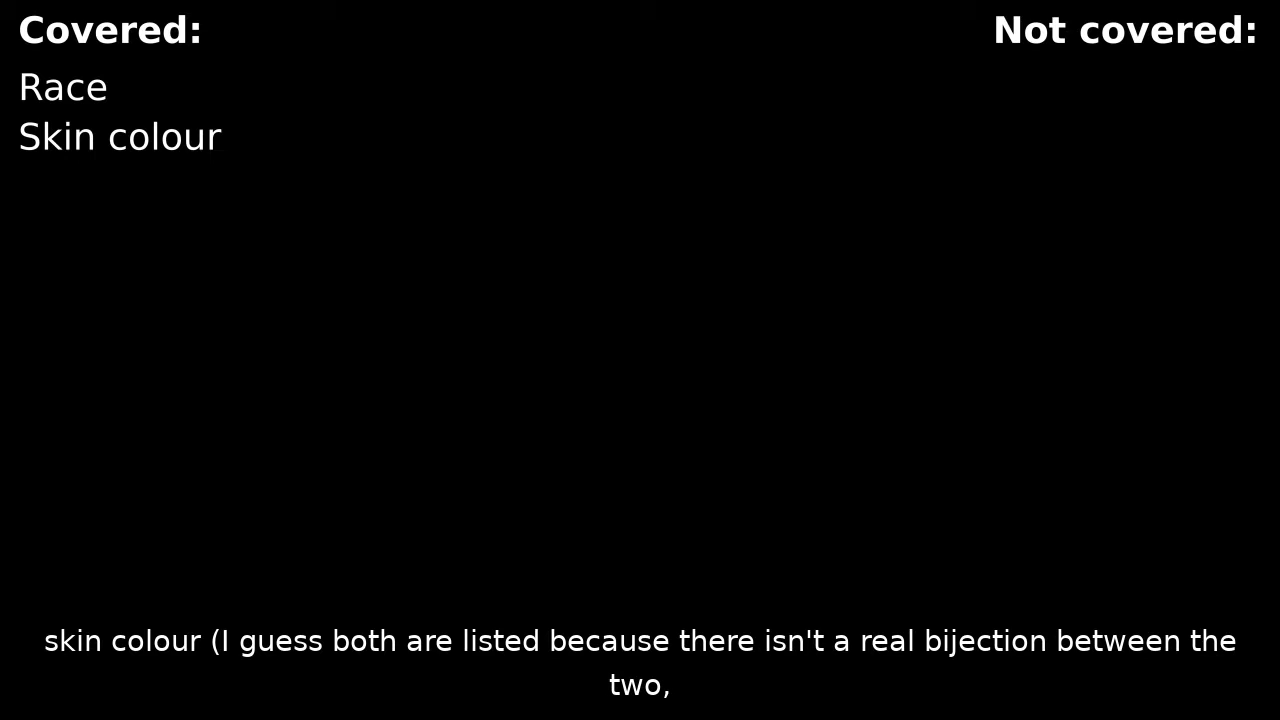 Covered:
Not covered:
Race
Skin colour
skin colour (I guess both are listed because there isn't a real bijection between the
two,